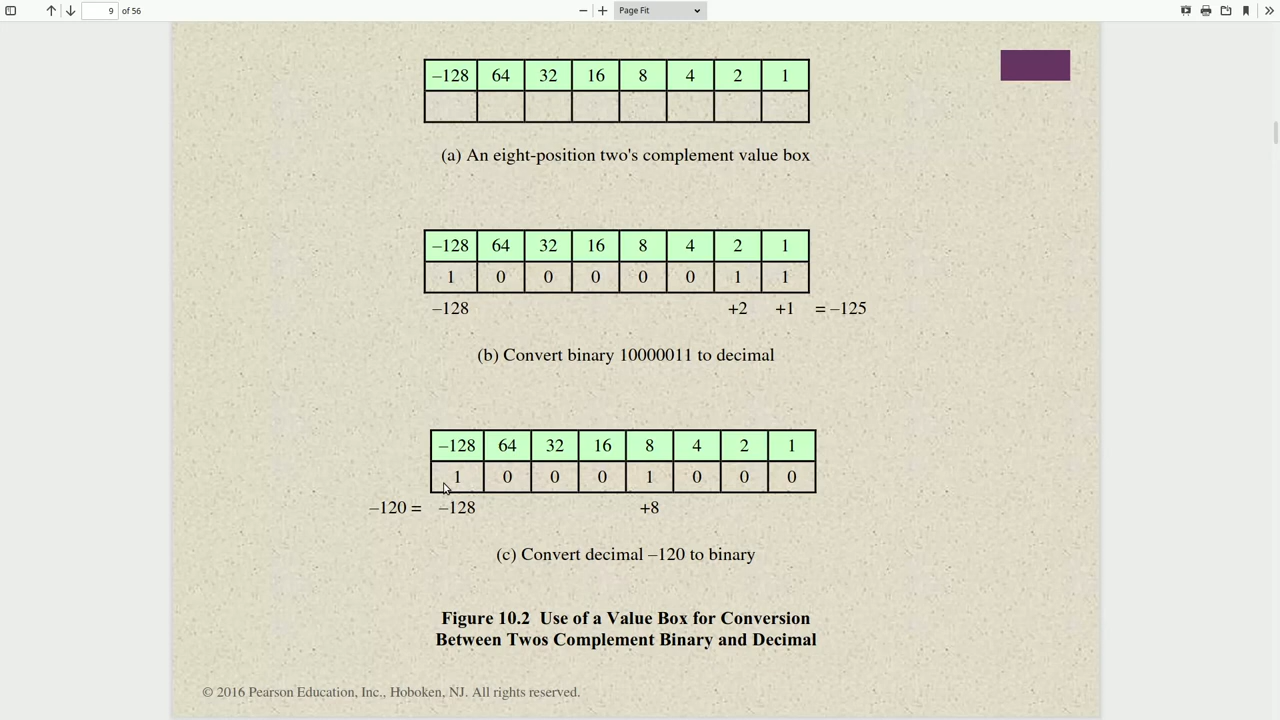 9 of 56
Page Fit
–128 64 32 16 8 4 2 1
(a) An eight-position two's complement value box
–128 64 32 16 8 4 2 1
1 0 0 0 0 0 1 1
–128 +2 +1 = –125
(b) Convert binary 10000011 to decimal
–128 64 32 16 8 4 2 1
1 0 0 0 1 0 0 0
–120 = –128 +8
(c) Convert decimal –120 to binary
Figure 10.2 Use of a Value Box for Conversion
Between Twos Complement Binary and Decimal
© 2016 Pearson Education, Inc., Hoboken, NJ. All rights reserved.